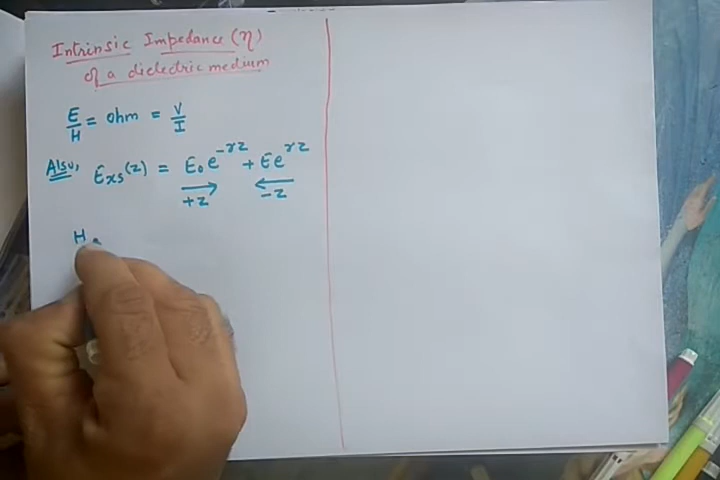 Intrinsic Impedance (η)
of a dielectric medium
E/H = ohm = V/I
Also, Exs(z) = E₀e^-γz + Ee^γz
+z -z
H